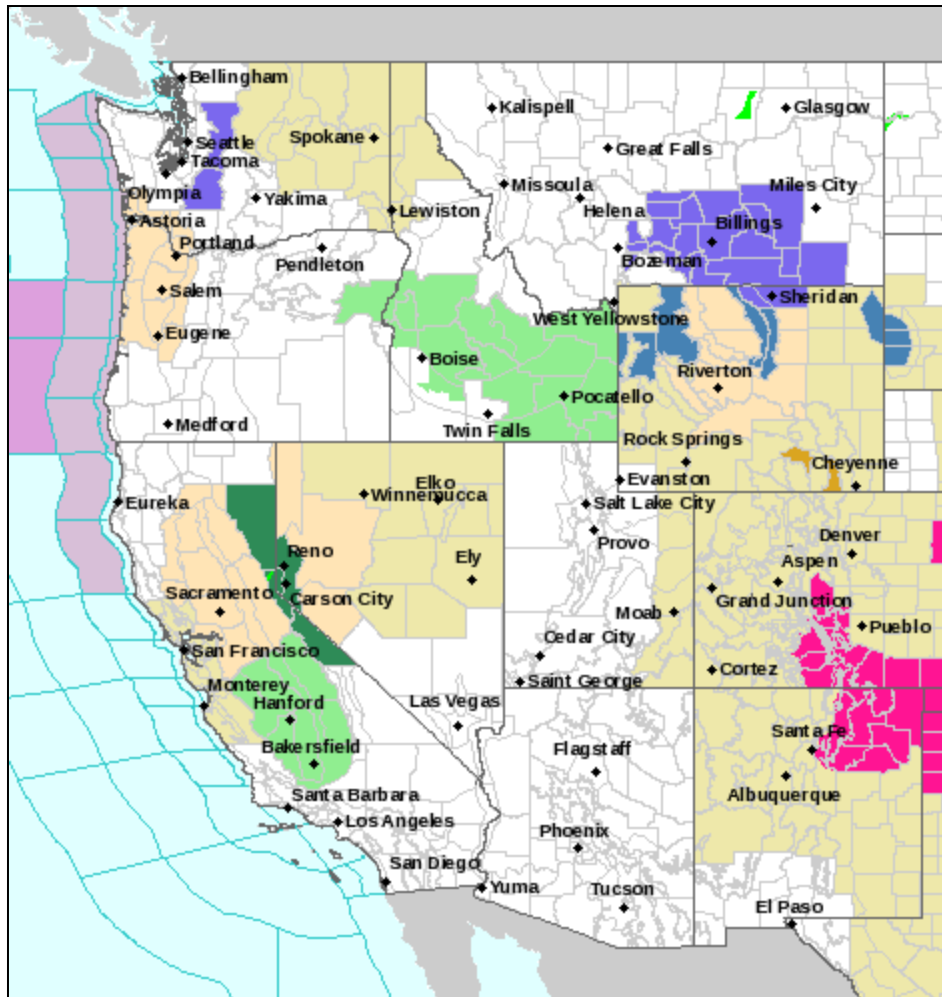 Bellingham
Kalispell
Glasgow
Spokane
Seattle
Great Falls
Tacoma
Olympia
Yakima
Missoula
Miles City
Helena
Lewiston
Astoria
Portland
Billings
Pendleton
Bozeman
Salem
Sheridan
West Yellowstone
Eugene
Boise
Riverton
Pocatello
Medford
Twin Falls
Rock Springs
Cheyenne
Evanston
Elko
Winnemucca
Eureka
Salt Lake City
Provo
Denver
Reno
Ely
Aspen
Sacramento
Carson City
Grand Junction
Moab
Pueblo
Cedar City
San Francisco
Cortez
Saint George
Monterey
Hanford
Las Vegas
Santa Fe
Bakersfield
Flagstaff
Albuquerque
Santa Barbara
Los Angeles
Phoenix
San Diego
Yuma
Tucson
El Paso